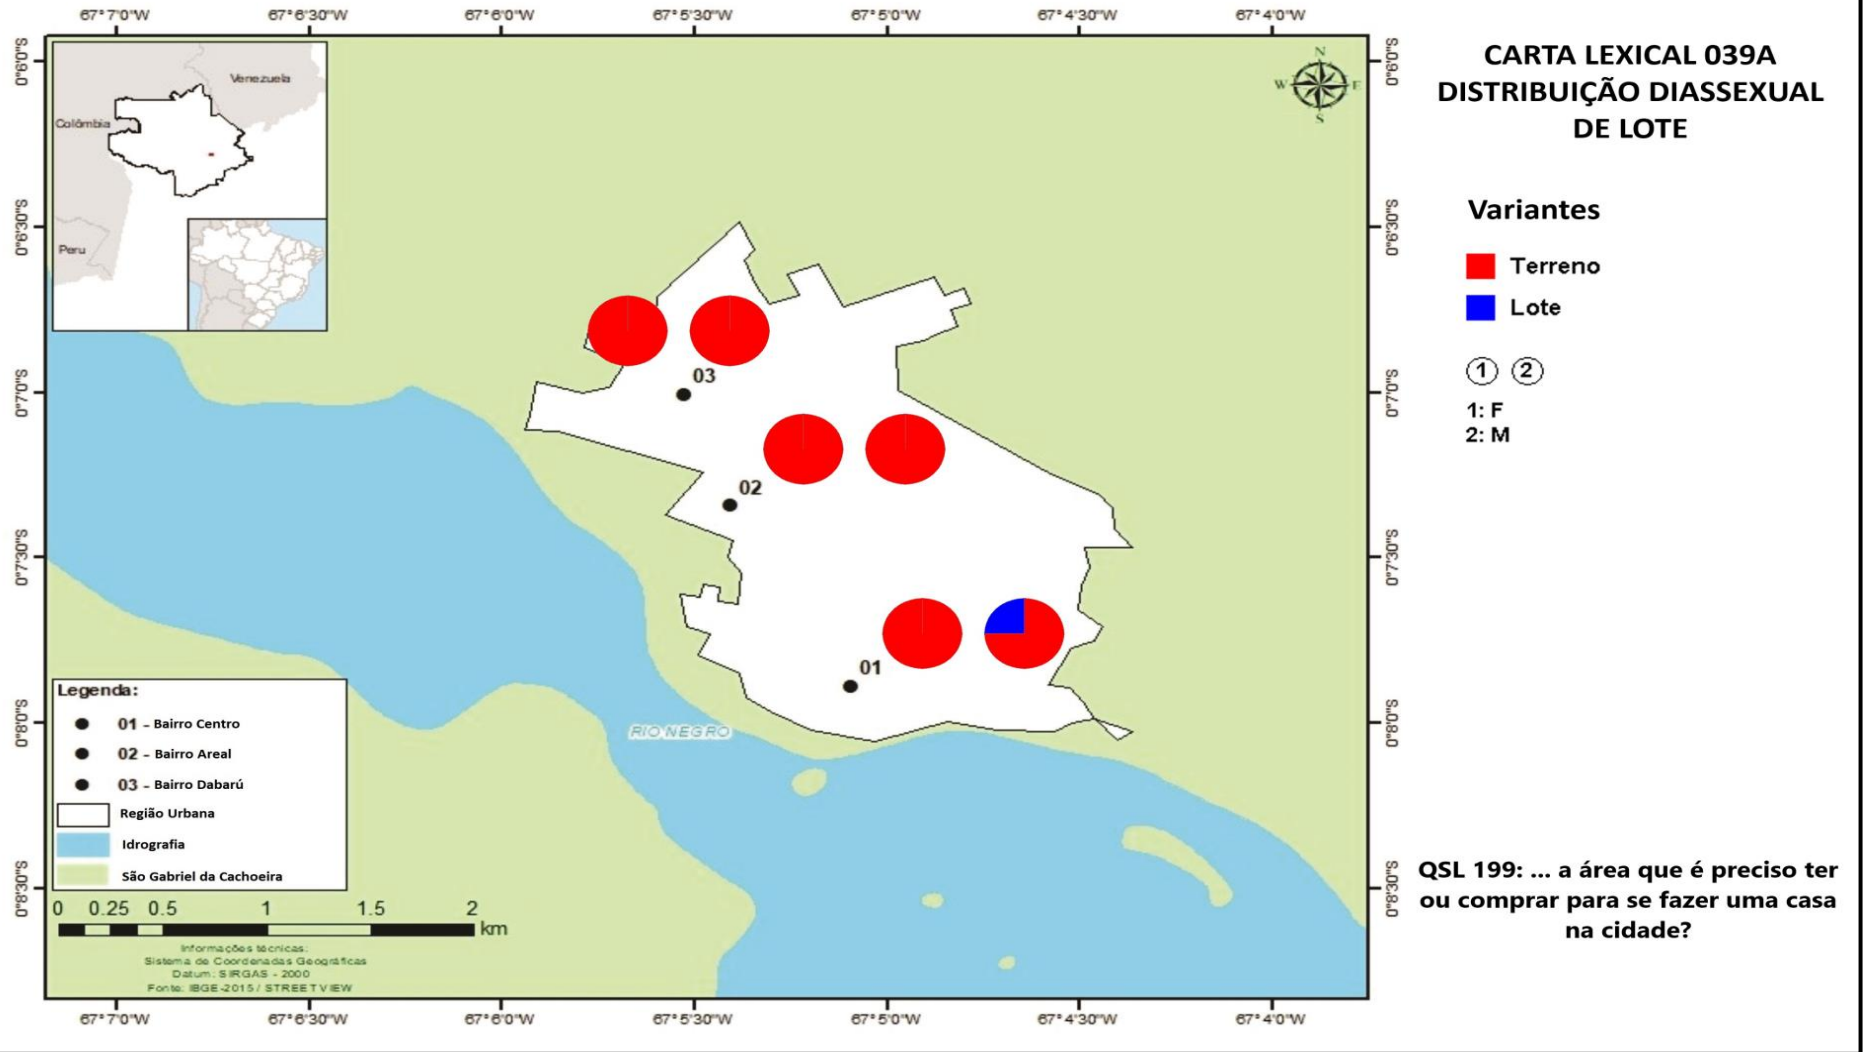 67°7'0"W 67°6'30"W 67°6'0"W 67°5'30"W 67°5'0"W 67°4'30"W 67°4'0"W
CARTA LEXICAL 039A
DISTRIBUIÇÃO DIASSEXUAL
DE LOTE
Variantes
Terreno
Lote
1 2
1: F
2: M
QSL 199: ... a área que é preciso ter
ou comprar para se fazer uma casa
na cidade?
N
W E
S
Venezuela
Colômbia
Peru
0°6'0"S 0°6'0"S
0°6'30"S 0°6'30"S
0°7'0"S 0°7'0"S
0°7'30"S 0°7'30"S
0°8'0"S 0°8'0"S
0°8'30"S 0°8'30"S
03
02
01
RIO NEGRO
Legenda:
01 - Bairro Centro
02 - Bairro Areal
03 - Bairro Dabarú
Região Urbana
Idrografia
São Gabriel da Cachoeira
0 0.25 0.5 1 1.5 2
km
Informações técnicas:
Sistema de Coordenadas Geográficas
Datum: SIRGAS - 2000
Fonte: IBGE-2015 / STREET VIEW
67°7'0"W 67°6'30"W 67°6'0"W 67°5'30"W 67°5'0"W 67°4'30"W 67°4'0"W